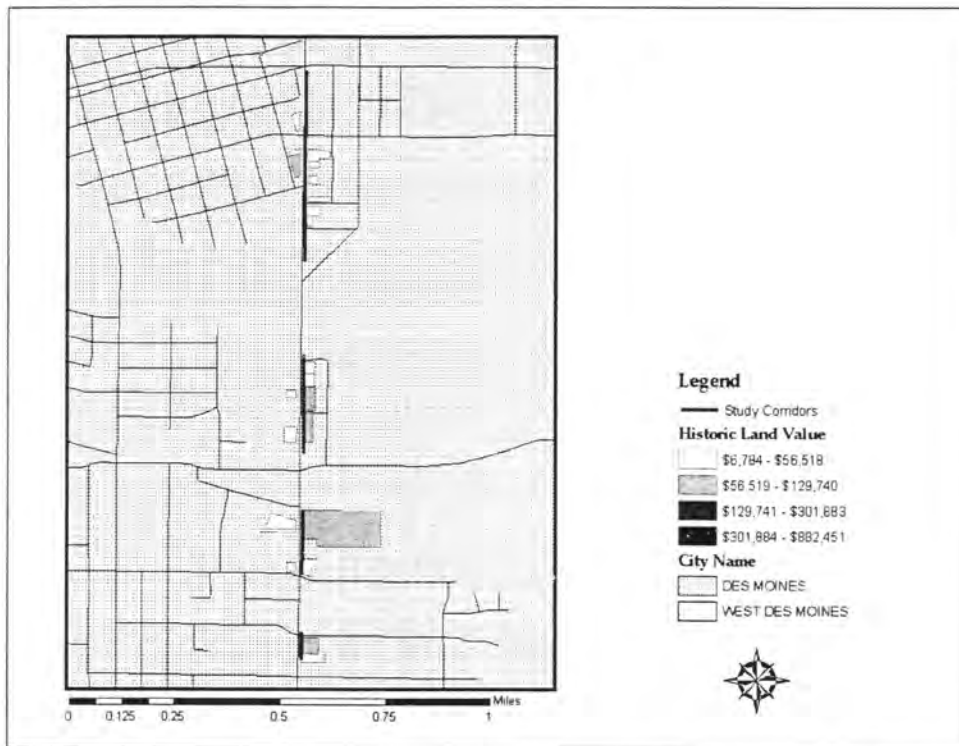 Legend
Study Corridors
Historic Land Value
$6,784 - $56,518
$56,519 - $129,740
$129,741 - $301,883
$301,884 - $882,451
City Name
DES MOINES
WEST DES MOINES
Miles
0 0.125 0.25 0.5 0.75 1